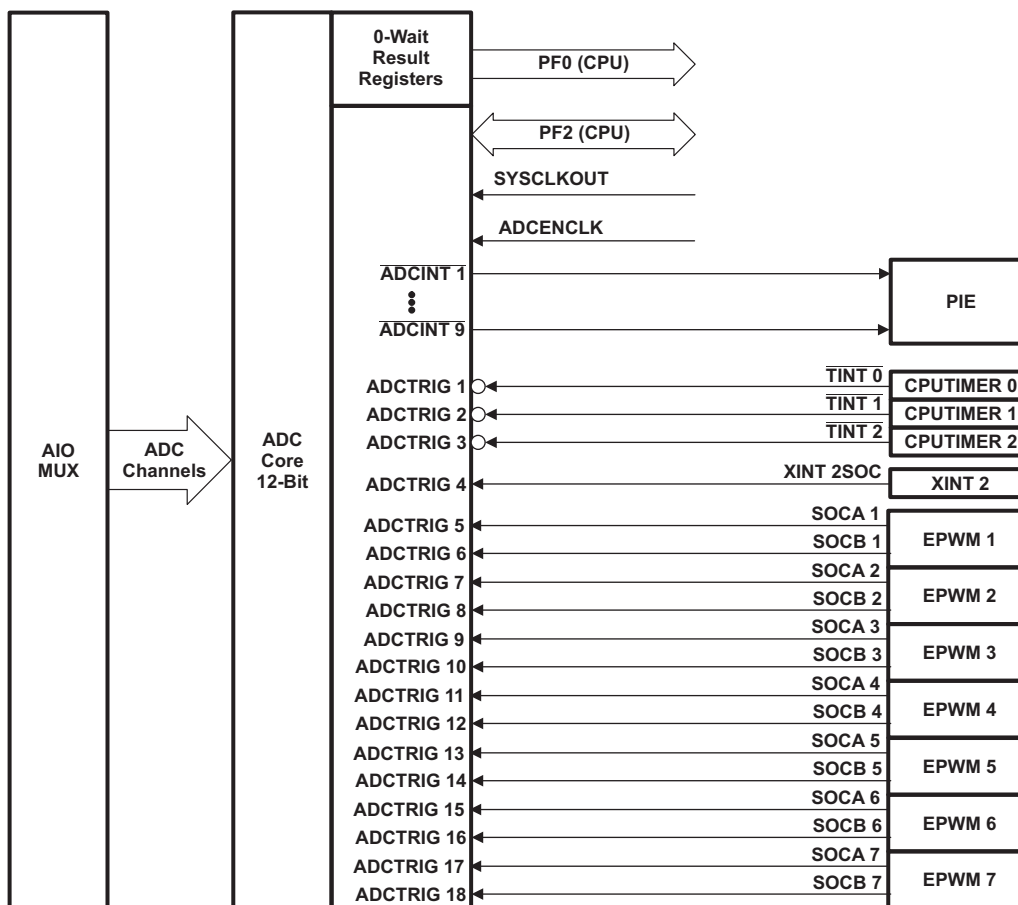 0-Wait
Result
Registers
PF0 (CPU)
PF2 (CPU)
SYSCLKOUT
ADCENCLK
ADCINT 1
ADCINT 9
PIE
AIO
MUX
ADC
Channels
ADC
Core
12-Bit
ADCTRIG 1
TINT 0
CPUTIMER 0
ADCTRIG 2
TINT 1
CPUTIMER 1
ADCTRIG 3
TINT 2
CPUTIMER 2
ADCTRIG 4
XINT 2SOC
XINT 2
ADCTRIG 5
SOCA 1
ADCTRIG 6
SOCB 1
EPWM 1
ADCTRIG 7
SOCA 2
ADCTRIG 8
SOCB 2
EPWM 2
ADCTRIG 9
SOCA 3
ADCTRIG 10
SOCB 3
EPWM 3
ADCTRIG 11
SOCA 4
ADCTRIG 12
SOCB 4
EPWM 4
ADCTRIG 13
SOCA 5
ADCTRIG 14
SOCB 5
EPWM 5
ADCTRIG 15
SOCA 6
ADCTRIG 16
SOCB 6
EPWM 6
ADCTRIG 17
SOCA 7
ADCTRIG 18
SOCB 7
EPWM 7